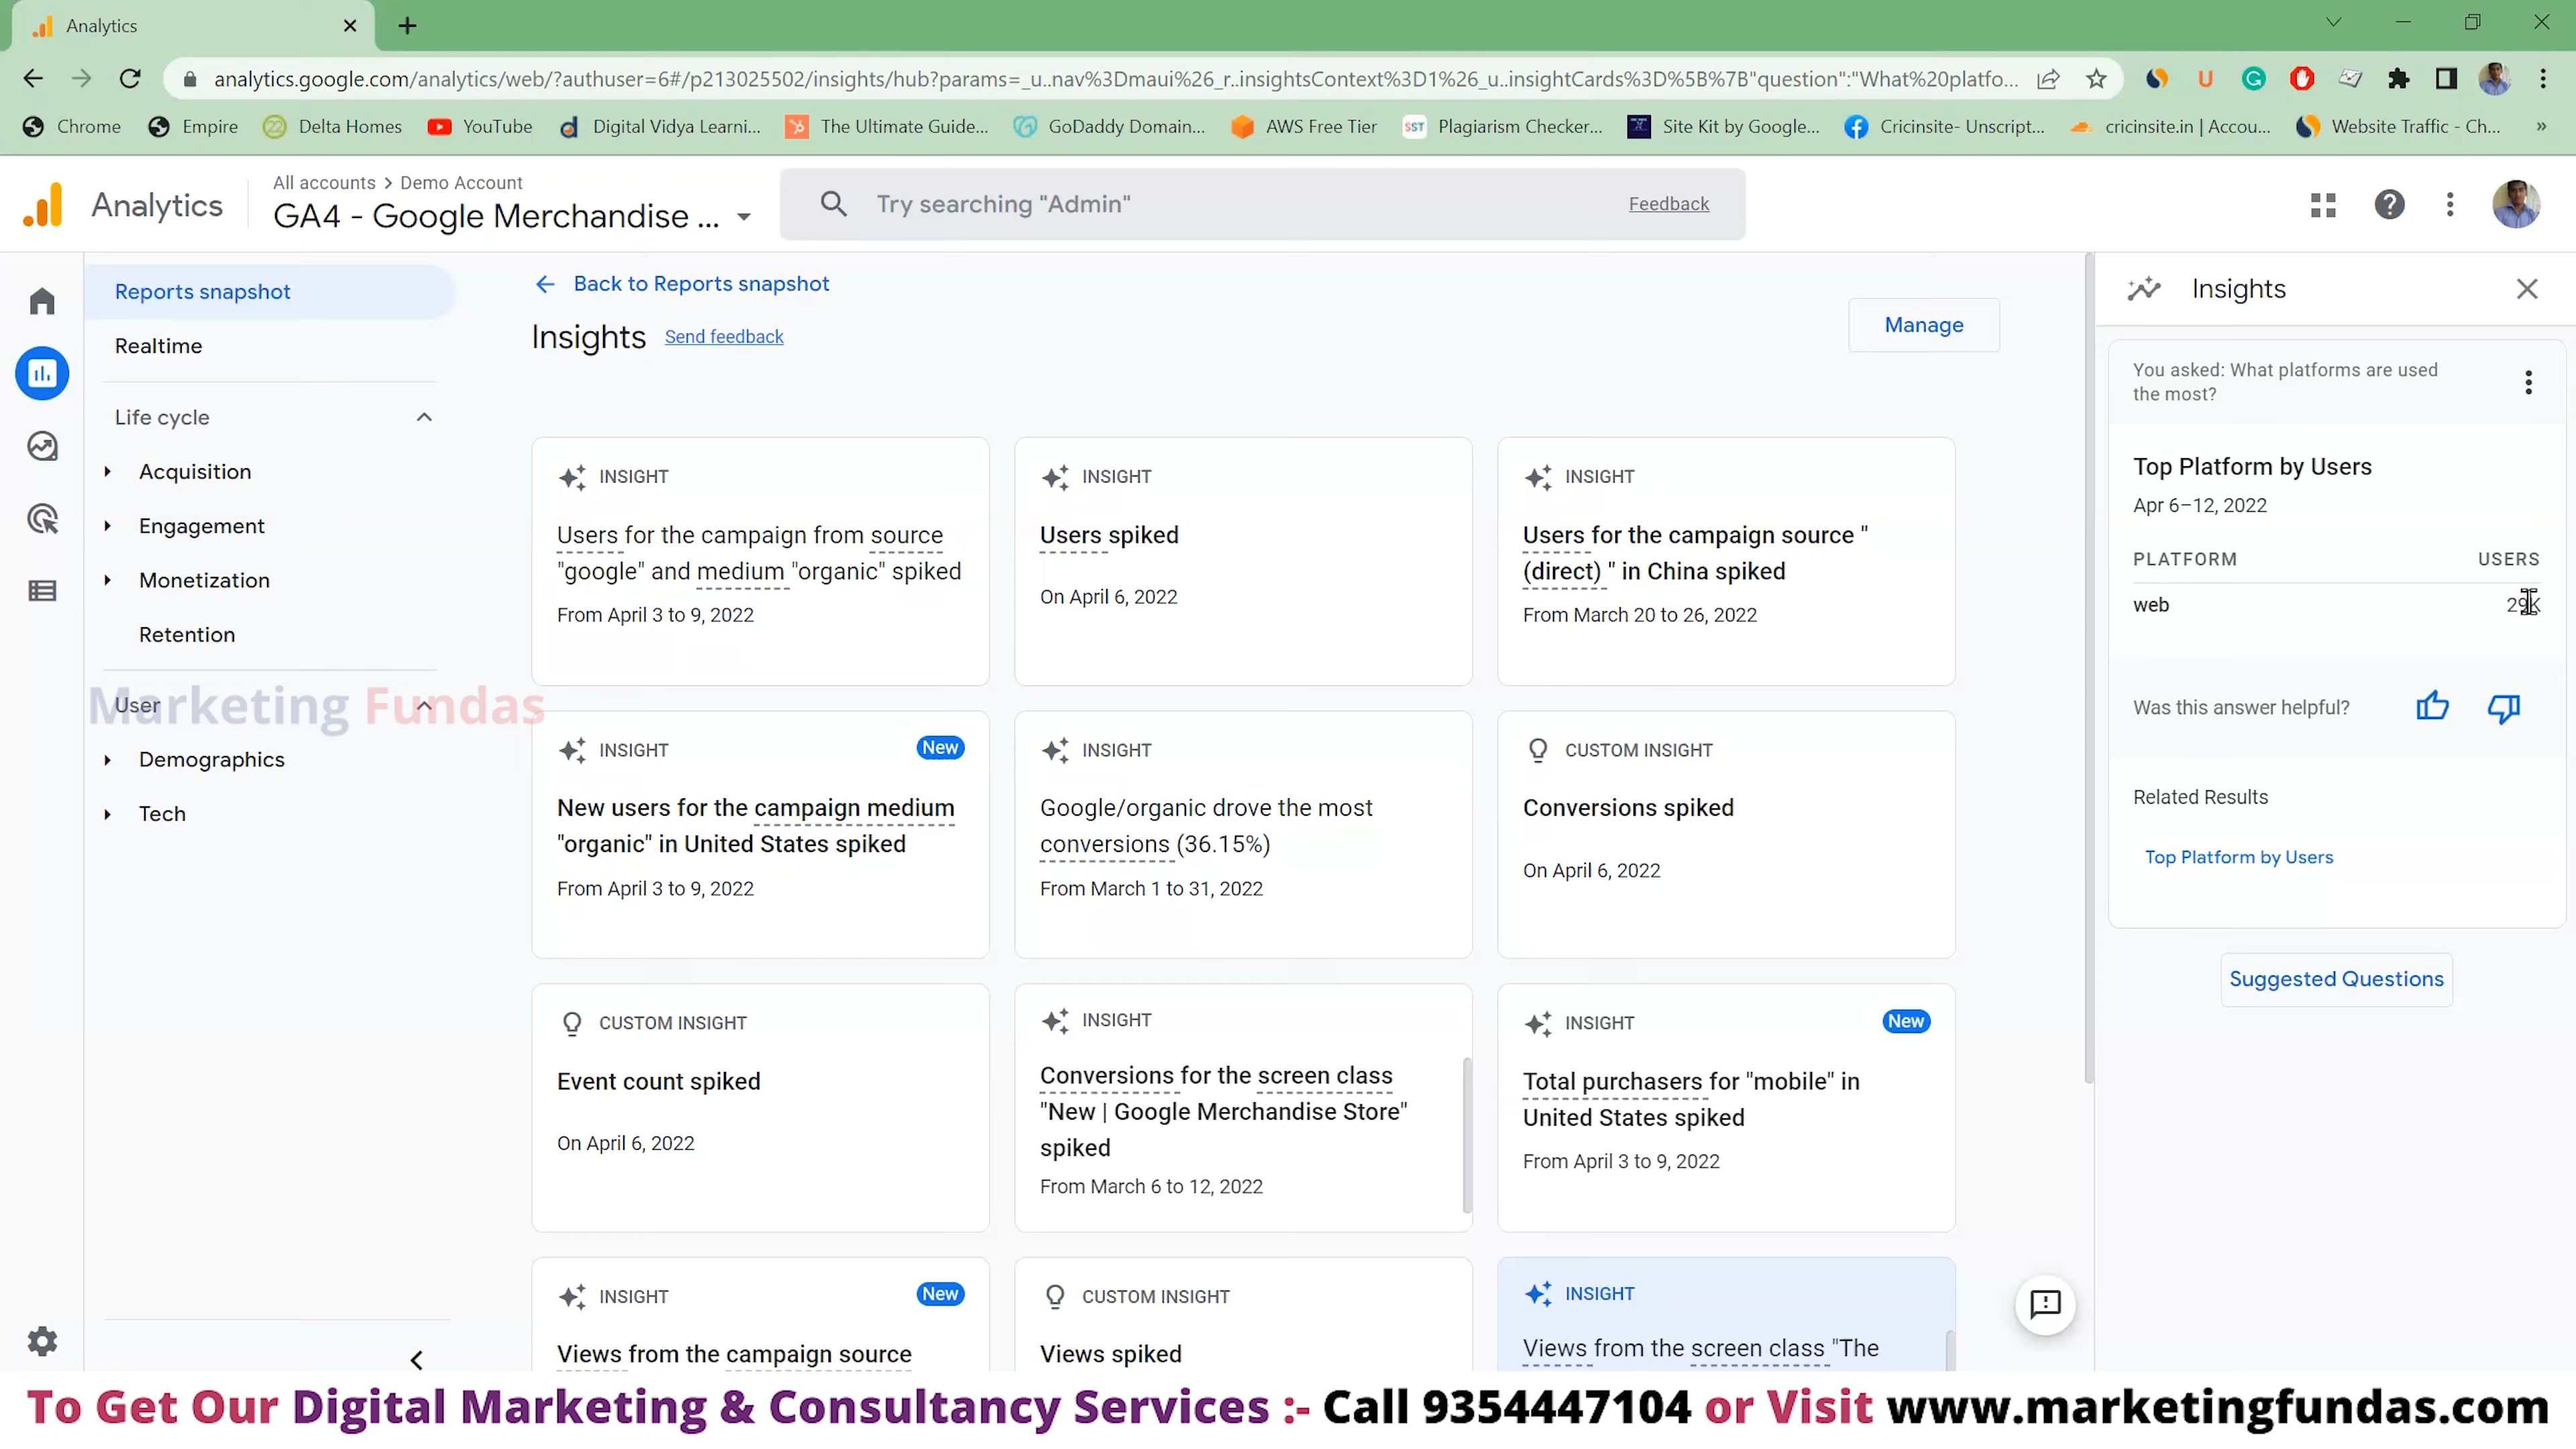 Analytics
analytics.google.com/analytics/web/?authuser=6#/p213025502/insights/hub?params=_u..nav%3Dmaui%26_r..insightsContext%3D1%26_u..insightCards%3D%5B%7B"question":"What%20platfo...
Chrome
Empire
Delta Homes
YouTube
Digital Vidya Learni...
The Ultimate Guide...
GoDaddy Domain...
AWS Free Tier
Plagiarism Checker...
Site Kit by Google...
Cricinsite- Unscript...
cricinsite.in | Accou...
Website Traffic - Ch...
»
Analytics
All accounts > Demo Account
GA4 - Google Merchandise ...
Try searching "Admin"
Feedback
Reports snapshot
Realtime
Life cycle
Acquisition
Engagement
Monetization
Retention
User
Marketing Fundas
Demographics
Tech
Back to Reports snapshot
Insights
Send feedback
Manage
INSIGHT
Users for the campaign from source
"google" and medium "organic" spiked
From April 3 to 9, 2022
INSIGHT
Users spiked
On April 6, 2022
INSIGHT
Users for the campaign source "
(direct) " in China spiked
From March 20 to 26, 2022
INSIGHT
New
New users for the campaign medium
"organic" in United States spiked
From April 3 to 9, 2022
INSIGHT
Google/organic drove the most
conversions (36.15%)
From March 1 to 31, 2022
CUSTOM INSIGHT
Conversions spiked
On April 6, 2022
CUSTOM INSIGHT
Event count spiked
On April 6, 2022
INSIGHT
Conversions for the screen class
"New | Google Merchandise Store"
spiked
From March 6 to 12, 2022
INSIGHT
New
Total purchasers for "mobile" in
United States spiked
From April 3 to 9, 2022
INSIGHT
New
Views from the campaign source
CUSTOM INSIGHT
Views spiked
INSIGHT
Views from the screen class "The
Insights
You asked: What platforms are used
the most?
Top Platform by Users
Apr 6–12, 2022
PLATFORM USERS
web 29K
Was this answer helpful?
Related Results
Top Platform by Users
Suggested Questions
To Get Our Digital Marketing & Consultancy Services :- Call 9354447104 or Visit www.marketingfundas.com